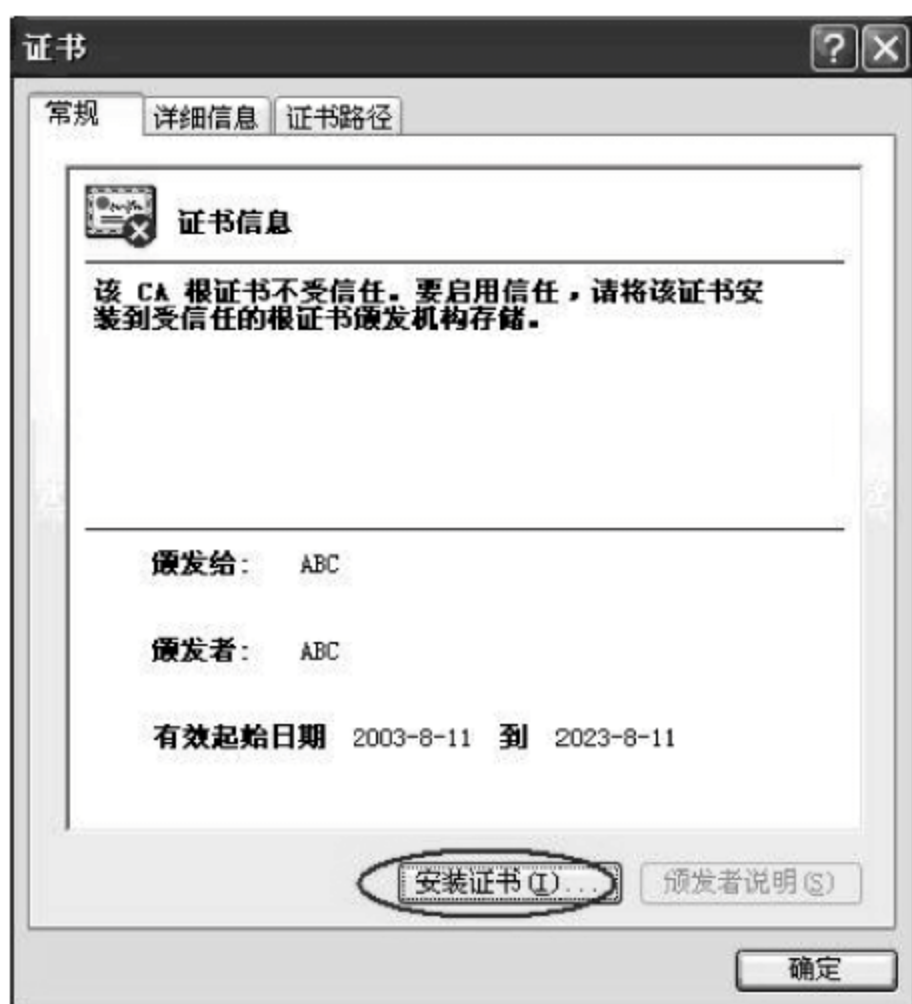 证书
常规 详细信息 证书路径
证书信息
该 CA 根证书不受信任。要启用信任，请将该证书安
装到受信任的根证书颁发机构存储。
颁发给: ABC
颁发者: ABC
有效起始日期 2003-8-11 到 2023-8-11
安装证书(I)... 颁发者说明(S)
确定